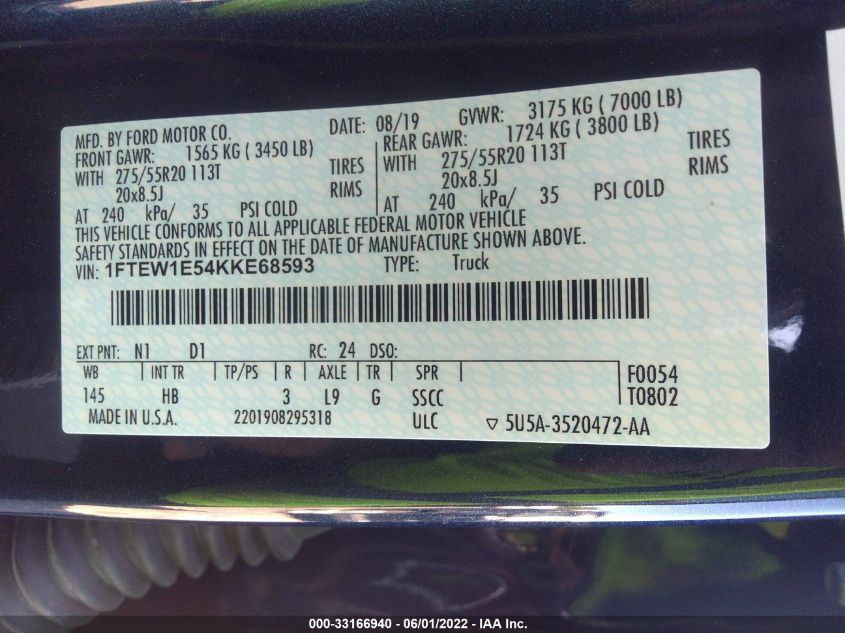 MFD. BY FORD MOTOR CO. DATE: 08/19 GVWR: 3175 KG ( 7000 LB)
FRONT GAWR: 1565 KG ( 3450 LB) REAR GAWR: 1724 KG ( 3800 LB)
WITH 275/55R20 113T TIRES WITH 275/55R20 113T TIRES
20x8.5J RIMS 20x8.5J RIMS
AT 240 kPa/ 35 PSI COLD AT 240 kPa/ 35 PSI COLD
THIS VEHICLE CONFORMS TO ALL APPLICABLE FEDERAL MOTOR VEHICLE
SAFETY STANDARDS IN EFFECT ON THE DATE OF MANUFACTURE SHOWN ABOVE.
VIN: 1FTEW1E54KKE68593 TYPE: Truck
EXT PNT: N1 D1 RC: 24 DSO:
WB INT TR TP/PS R AXLE TR SPR F0054
145 HB 3 L9 G SSCC T0802
MADE IN U.S.A. 2201908295318 ULC ▽ 5U5A-3520472-AA
000-33166940 - 06/01/2022 - IAA Inc.